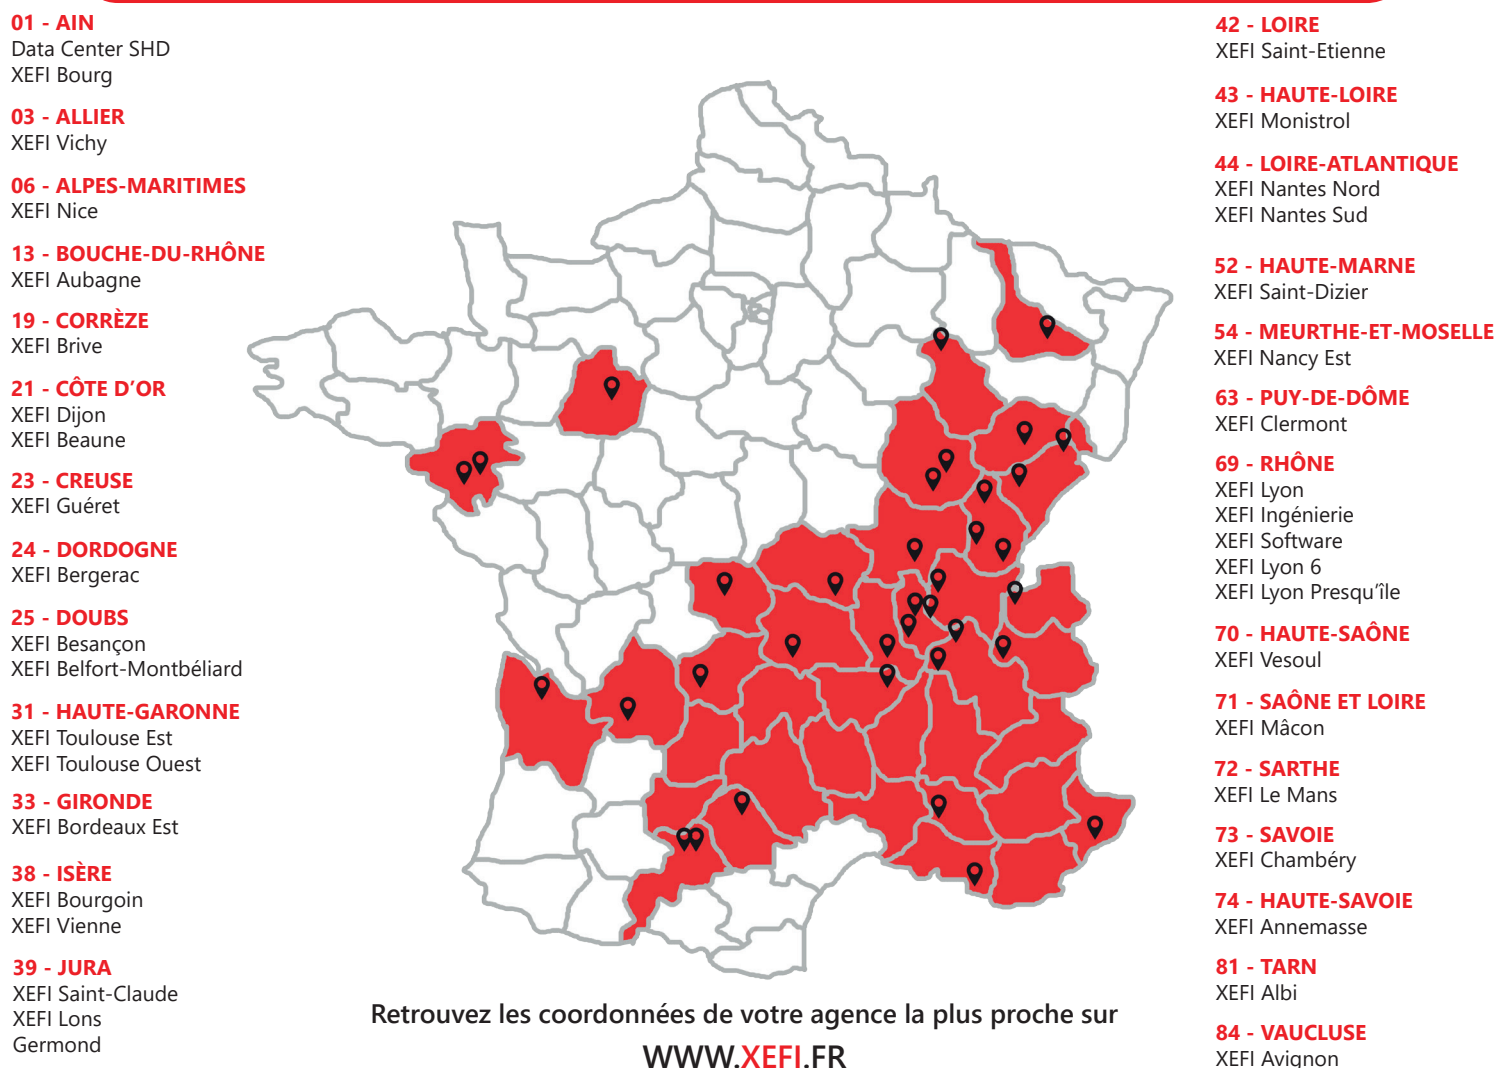 01 - AIN
Data Center SHD
XEFI Bourg
03 - ALLIER
XEFI Vichy
06 - ALPES-MARITIMES
XEFI Nice
13 - BOUCHE-DU-RHÔNE
XEFI Aubagne
19 - CORRÈZE
XEFI Brive
21 - CÔTE D’OR
XEFI Dijon
XEFI Beaune
23 - CREUSE
XEFI Guéret
24 - DORDOGNE
XEFI Bergerac
25 - DOUBS
XEFI Besançon
XEFI Belfort-Montbéliard
31 - HAUTE-GARONNE
XEFI Toulouse Est
XEFI Toulouse Ouest
33 - GIRONDE
XEFI Bordeaux Est
38 - ISÈRE
XEFI Bourgoin
XEFI Vienne
39 - JURA
XEFI Saint-Claude
XEFI Lons
Germond
42 - LOIRE
XEFI Saint-Etienne
43 - HAUTE-LOIRE
XEFI Monistrol
44 - LOIRE-ATLANTIQUE
XEFI Nantes Nord
XEFI Nantes Sud
52 - HAUTE-MARNE
XEFI Saint-Dizier
54 - MEURTHE-ET-MOSELLE
XEFI Nancy Est
63 - PUY-DE-DÔME
XEFI Clermont
69 - RHÔNE
XEFI Lyon
XEFI Ingénierie
XEFI Software
XEFI Lyon 6
XEFI Lyon Presqu’île
70 - HAUTE-SAÔNE
XEFI Vesoul
71 - SAÔNE ET LOIRE
XEFI Mâcon
72 - SARTHE
XEFI Le Mans
73 - SAVOIE
XEFI Chambéry
74 - HAUTE-SAVOIE
XEFI Annemasse
81 - TARN
XEFI Albi
84 - VAUCLUSE
XEFI Avignon
Retrouvez les coordonnées de votre agence la plus proche sur
WWW.XEFI.FR